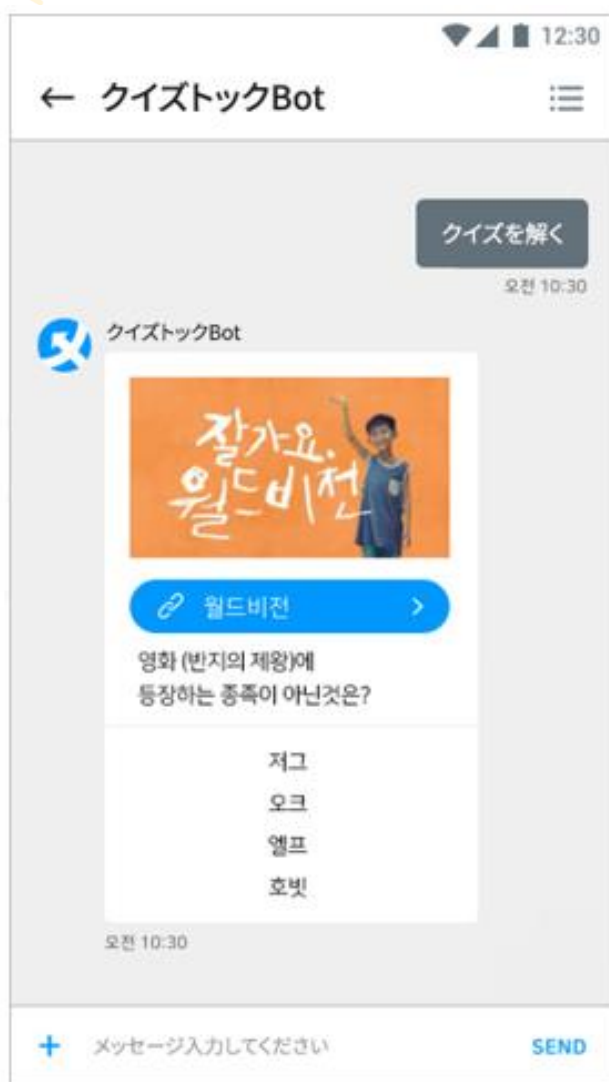 12:30
クイズトックBot
クイズを解く
오전 10:30
クイズトックBot
잘가요.
월드비전
월드비전
영화 (반지의 제왕)에
등장하는 종족이 아닌것은?
저그
오크
엘프
호빗
오전 10:30
メッセージ入力してください
SEND